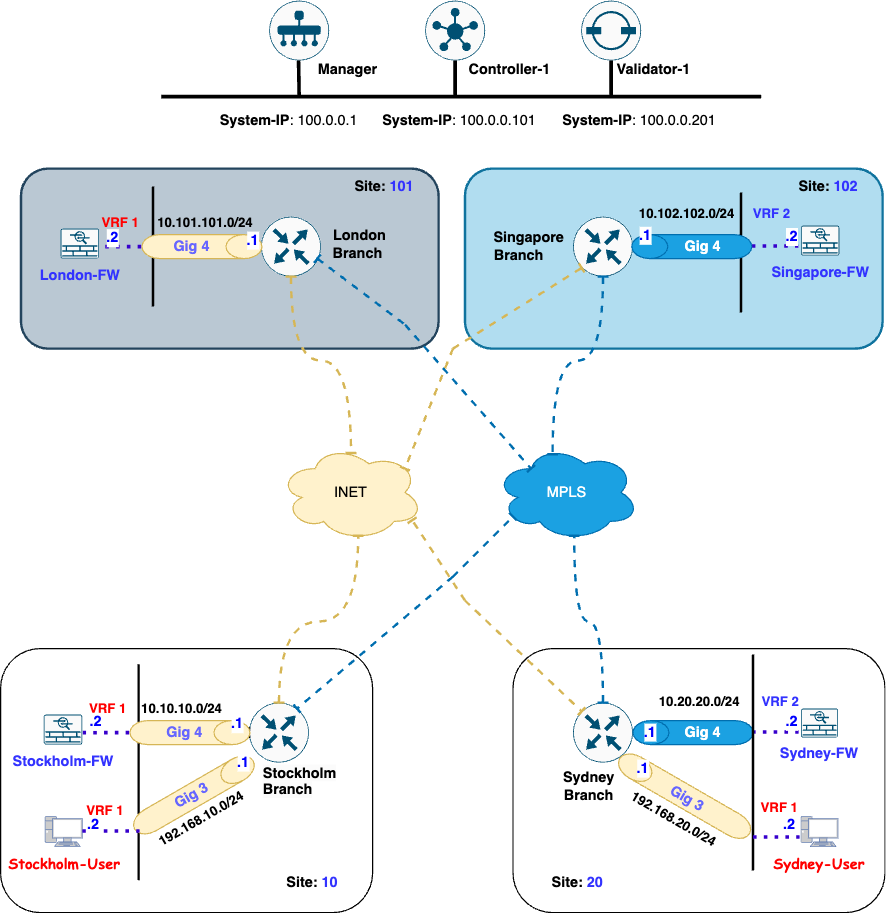 Manager
Controller-1
Validator-1
System-IP: 100.0.0.1
System-IP: 100.0.0.101
System-IP: 100.0.0.201
Site: 101
VRF 1
10.101.101.0/24
.2
Gig 4
.1
London
Branch
London-FW
Site: 102
10.102.102.0/24
VRF 2
Singapore
Branch
.1
Gig 4
.2
Singapore-FW
INET
MPLS
VRF 1
10.10.10.0/24
.2
Gig 4
.1
Stockholm-FW
Stockholm
Branch
.1
Gig 3
192.168.10.0/24
VRF 1
.2
Stockholm-User
Site: 10
10.20.20.0/24
VRF 2
.1
Gig 4
.2
Sydney-FW
Sydney
Branch
.1
Gig 3
192.168.20.0/24
VRF 1
.2
Sydney-User
Site: 20